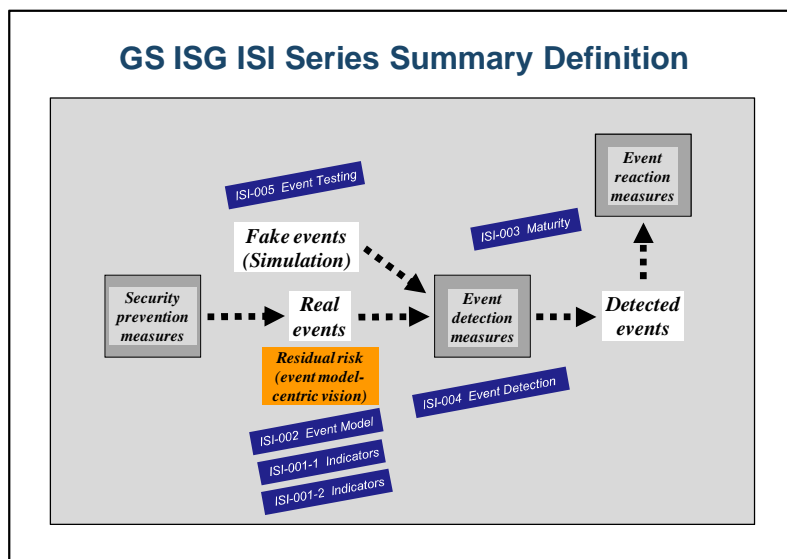 GS ISG ISI Series Summary Definition
ISI-005 Event Testing
Event
reaction
measures
ISI-003 Maturity
Fake events
(Simulation)
Security
prevention
measures
Real
events
Event
detection
measures
Detected
events
Residual risk
(event model-
centric vision)
ISI-004 Event Detection
ISI-002 Event Model
ISI-001-1 Indicators
ISI-001-2 Indicators